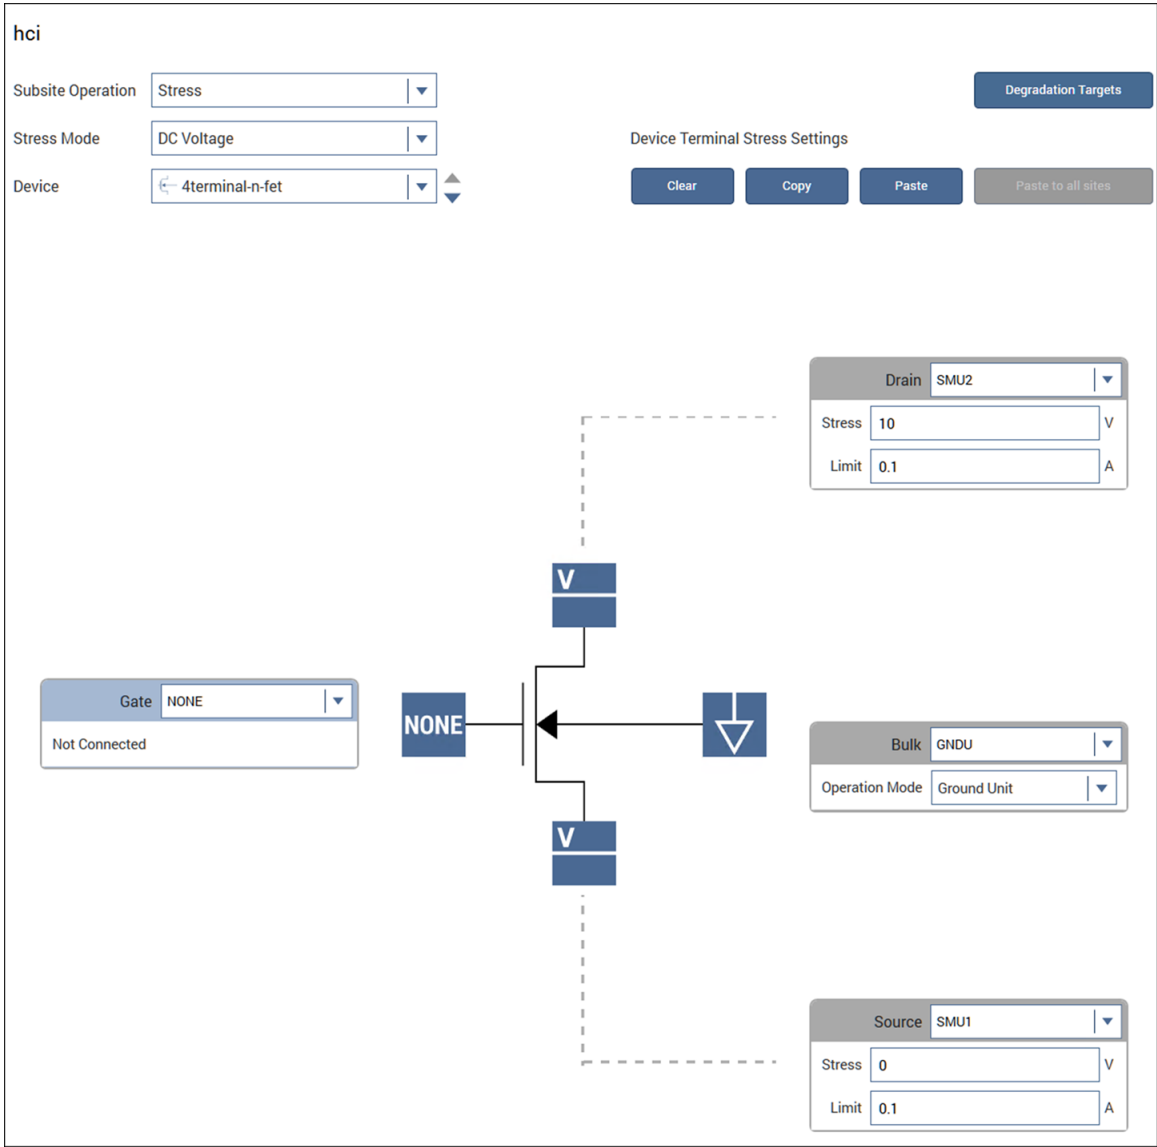 hci
Subsite Operation Stress
Degradation Targets
Stress Mode DC Voltage
Device Terminal Stress Settings
Device 4terminal-n-fet
Clear Copy Paste Paste to all sites
Drain SMU2
Stress 10 V
Limit 0.1 A
V
Gate NONE
Not Connected
NONE
Bulk GNDU
Operation Mode Ground Unit
V
Source SMU1
Stress 0 V
Limit 0.1 A